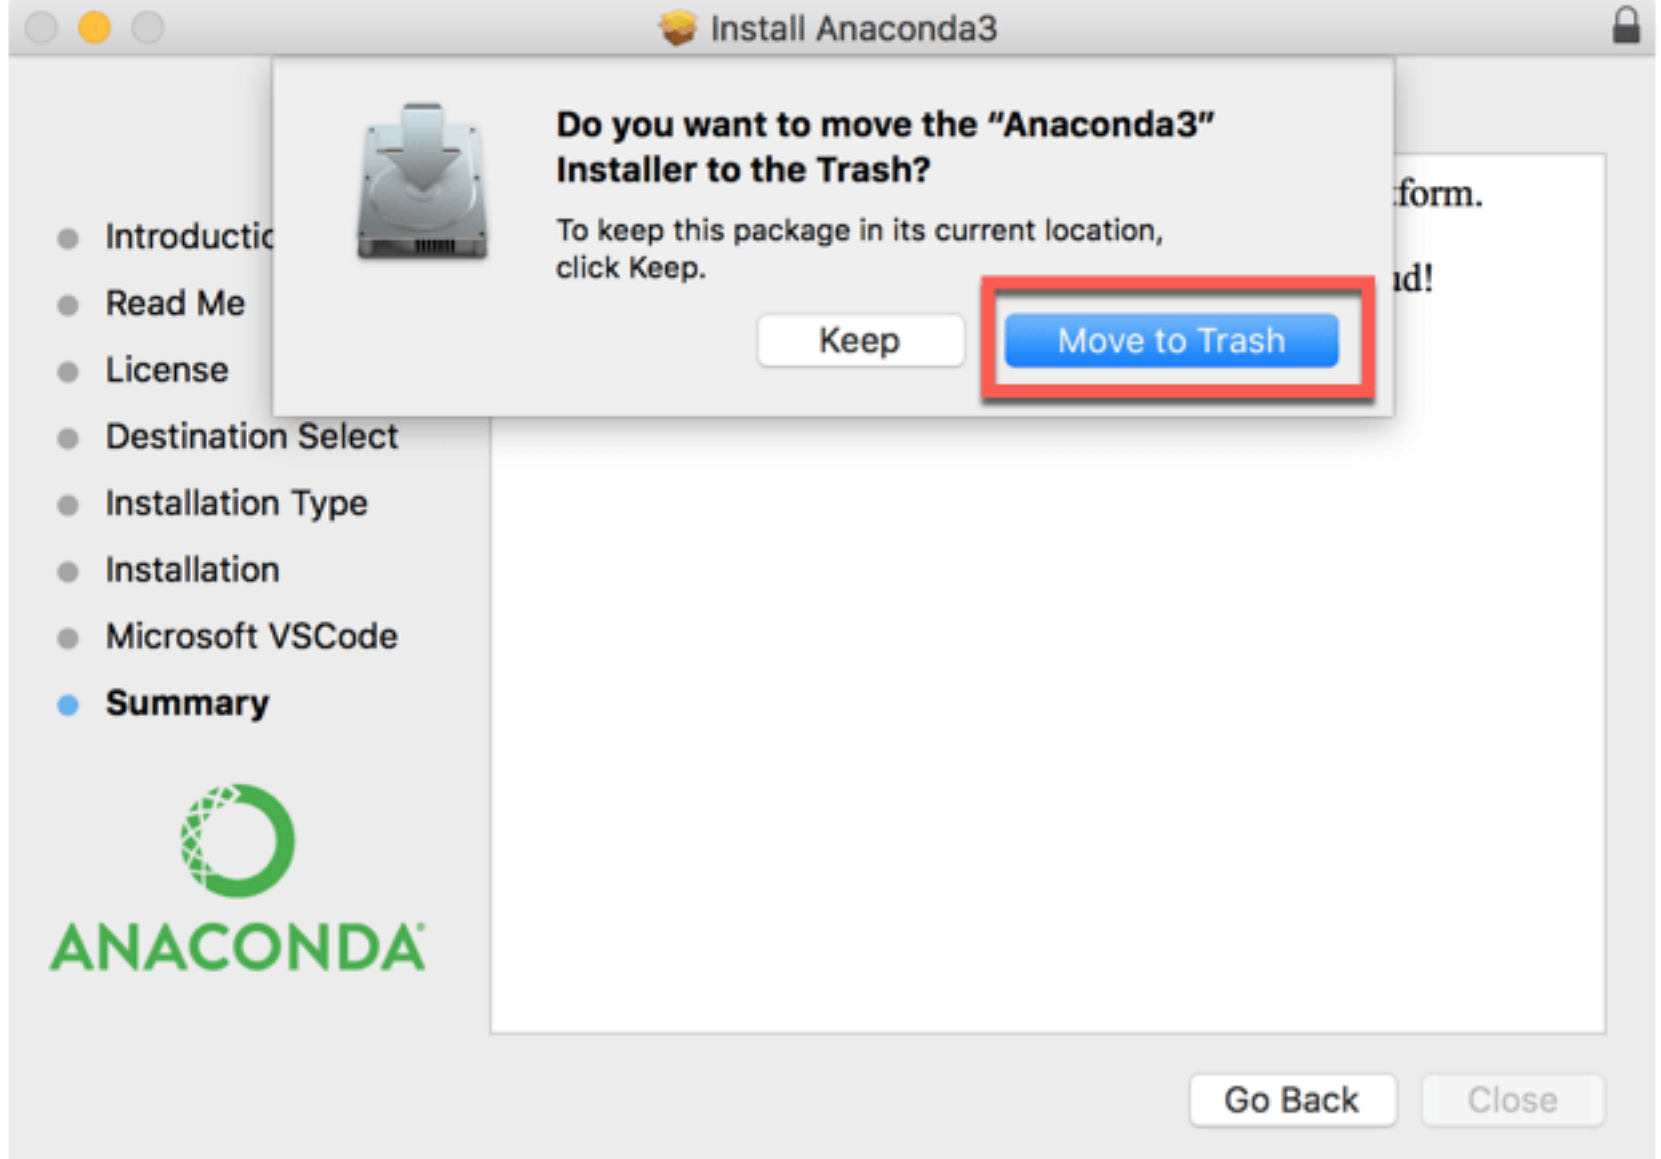 Install Anaconda3
Do you want to move the “Anaconda3”
Installer to the Trash?
To keep this package in its current location,
click Keep.
Keep
Move to Trash
Read Me
License
Destination Select
Installation Type
Installation
Microsoft VSCode
Summary
ANACONDA
Go Back
Close